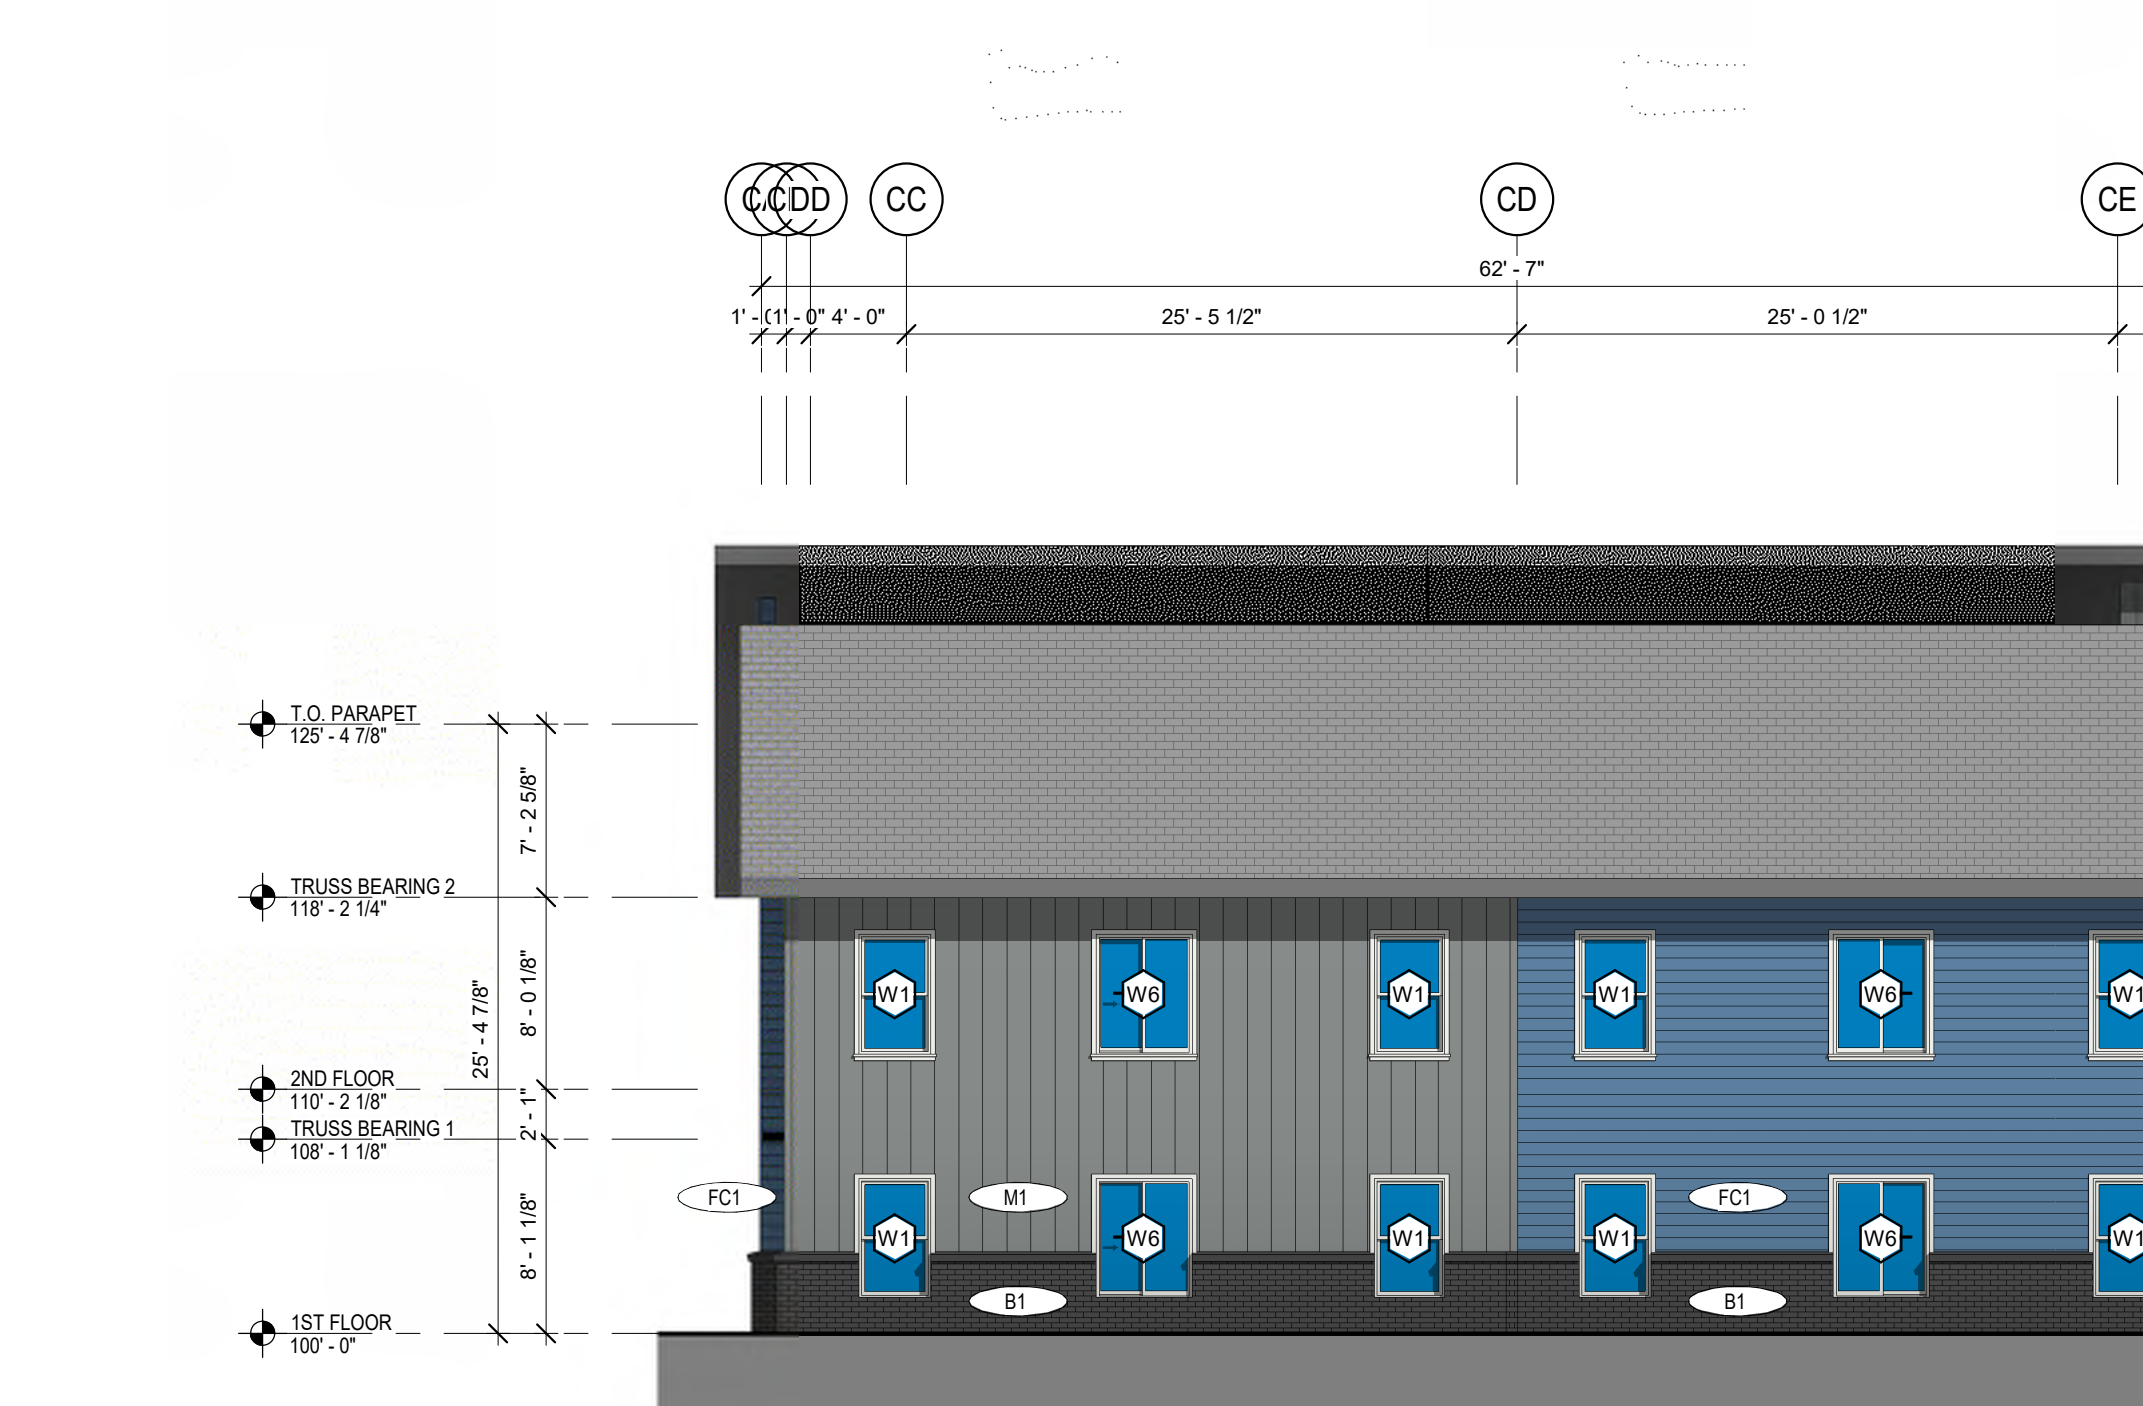 CC
CD
CE
62' - 7"
1' - 0" 4' - 0"
25' - 5 1/2"
25' - 0 1/2"
T.O. PARAPET
125' - 4 7/8"
7' - 2 5/8"
TRUSS BEARING 2
118' - 2 1/4"
8' - 0 1/8"
25' - 4 7/8"
W1
W6
W1
W1
W6
W1
2ND FLOOR
110' - 2 1/8"
2' - 1"
TRUSS BEARING 1
108' - 1 1/8"
8' - 1 1/8"
FC1
M1
FC1
W1
W6
W1
W1
W6
W1
B1
B1
1ST FLOOR
100' - 0"